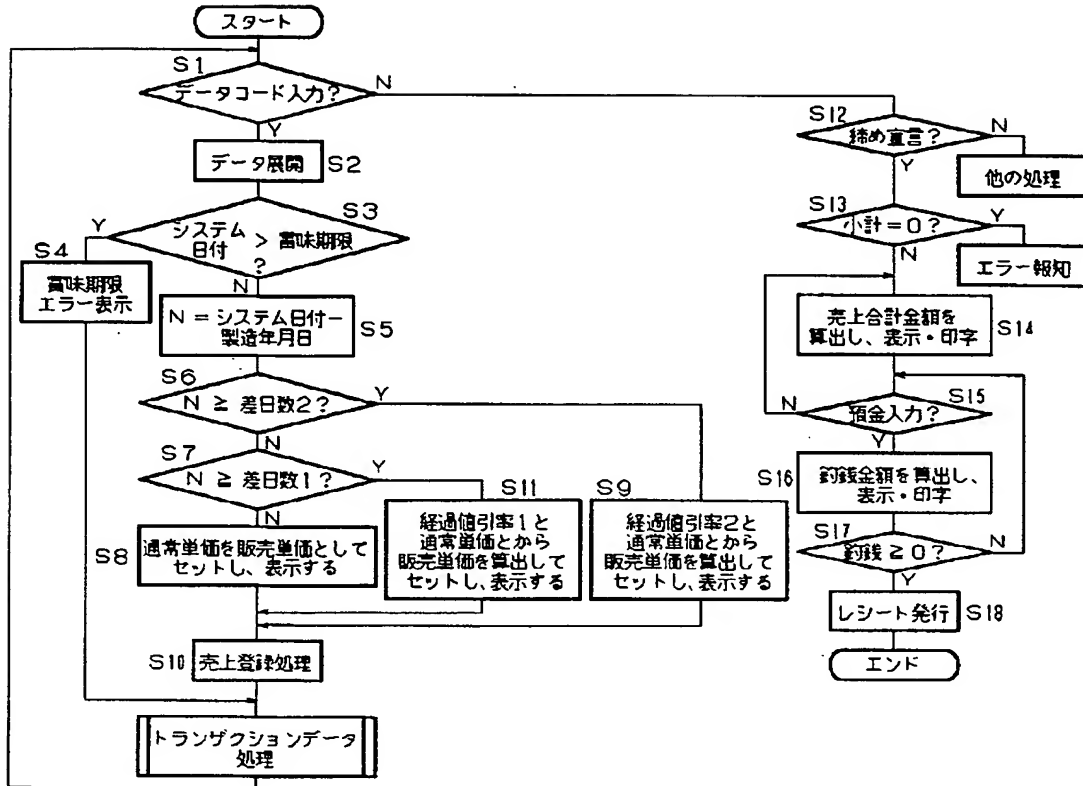 スタート
S1
データコード入力?
N
Y
データ展開
S2
S3
システム
日付 > 賞味期限
?
Y
N
S4
賞味期限
エラー表示
N = システム日付ー
製造年月日
S5
S6
N ≧ 差日数2?
Y
N
S7
N ≧ 差日数1?
Y
N
S8
通常単価を販売単価として
セットし、表示する
S11
経過値引率1と
通常単価とから
販売単価を算出して
セットし、表示する
S9
経過値引率2と
通常単価とから
販売単価を算出して
セットし、表示する
S10
売上登録処理
トランザクションデータ
処理
S12
締め宣言?
N
Y
他の処理
S13
小計=0?
Y
N
エラー報知
売上合計金額を
算出し、表示・印字
S14
S15
預金入力?
N
Y
S16
釣銭金額を算出し、
表示・印字
S17
釣銭≧0?
N
Y
レシート発行
S18
エンド